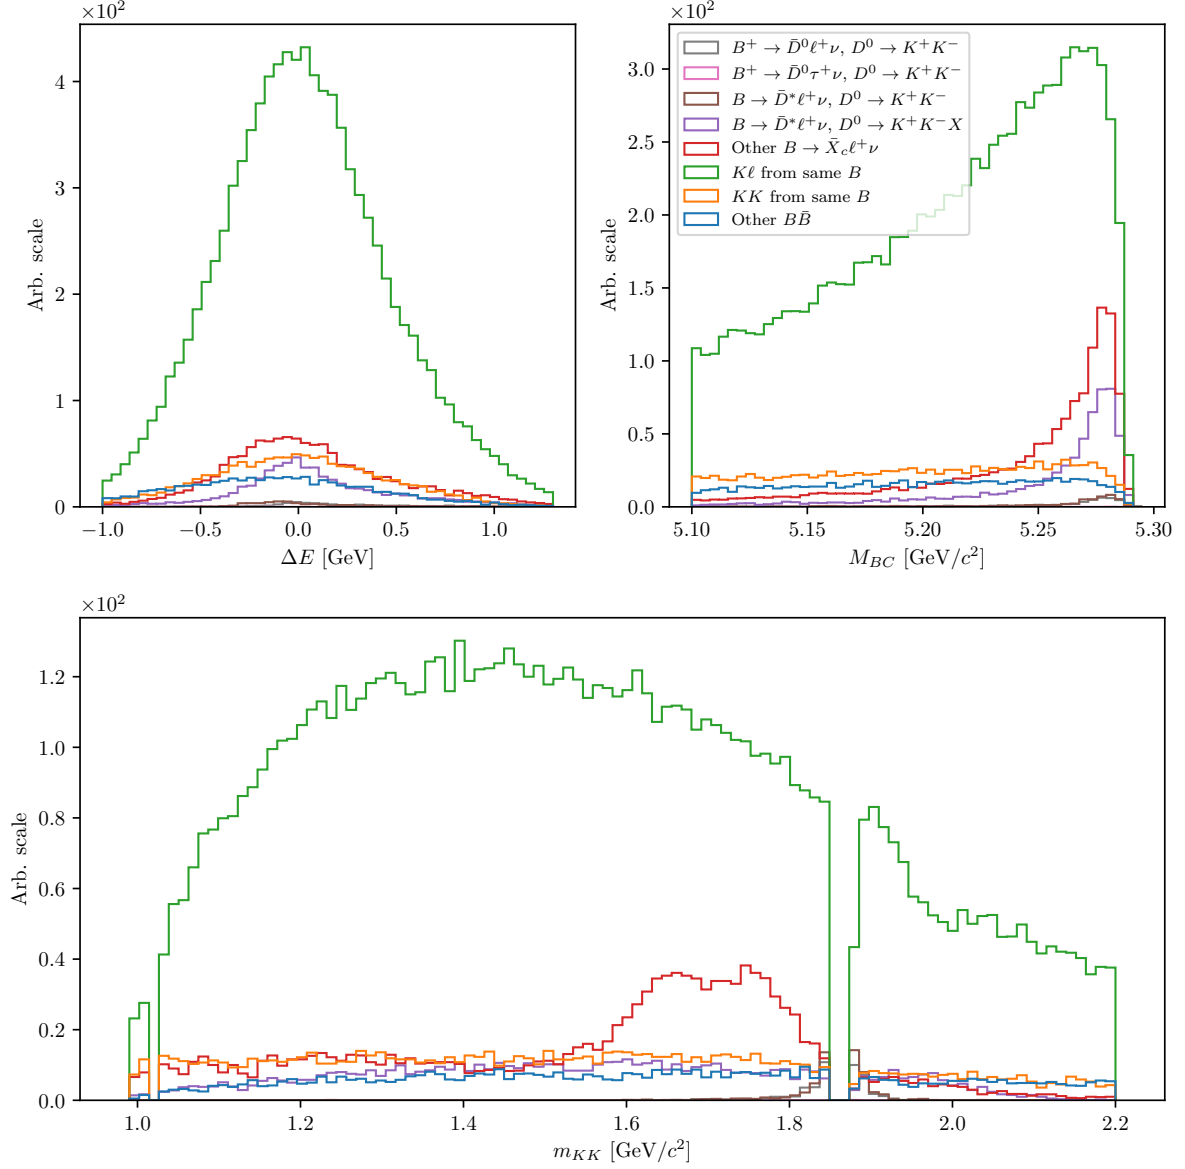 ×10²
Arb. scale
0
1
2
3
4
−1.0
−0.5
0.0
0.5
1.0
ΔE [GeV]
×10²
Arb. scale
0.0
0.5
1.0
1.5
2.0
2.5
3.0
5.10
5.15
5.20
5.25
5.30
M_{BC} [GeV/c²]
B⁺ → D̄⁰ℓ⁺ν, D⁰ → K⁺K⁻
B⁺ → D̄⁰τ⁺ν, D⁰ → K⁺K⁻
B → D̄*ℓ⁺ν, D⁰ → K⁺K⁻
B → D̄*ℓ⁺ν, D⁰ → K⁺K⁻X
Other B → X̄_cℓ⁺ν
Kℓ from same B
KK from same B
Other BB̄
×10²
Arb. scale
0.0
0.2
0.4
0.6
0.8
1.0
1.2
1.0
1.2
1.4
1.6
1.8
2.0
2.2
m_{KK} [GeV/c²]